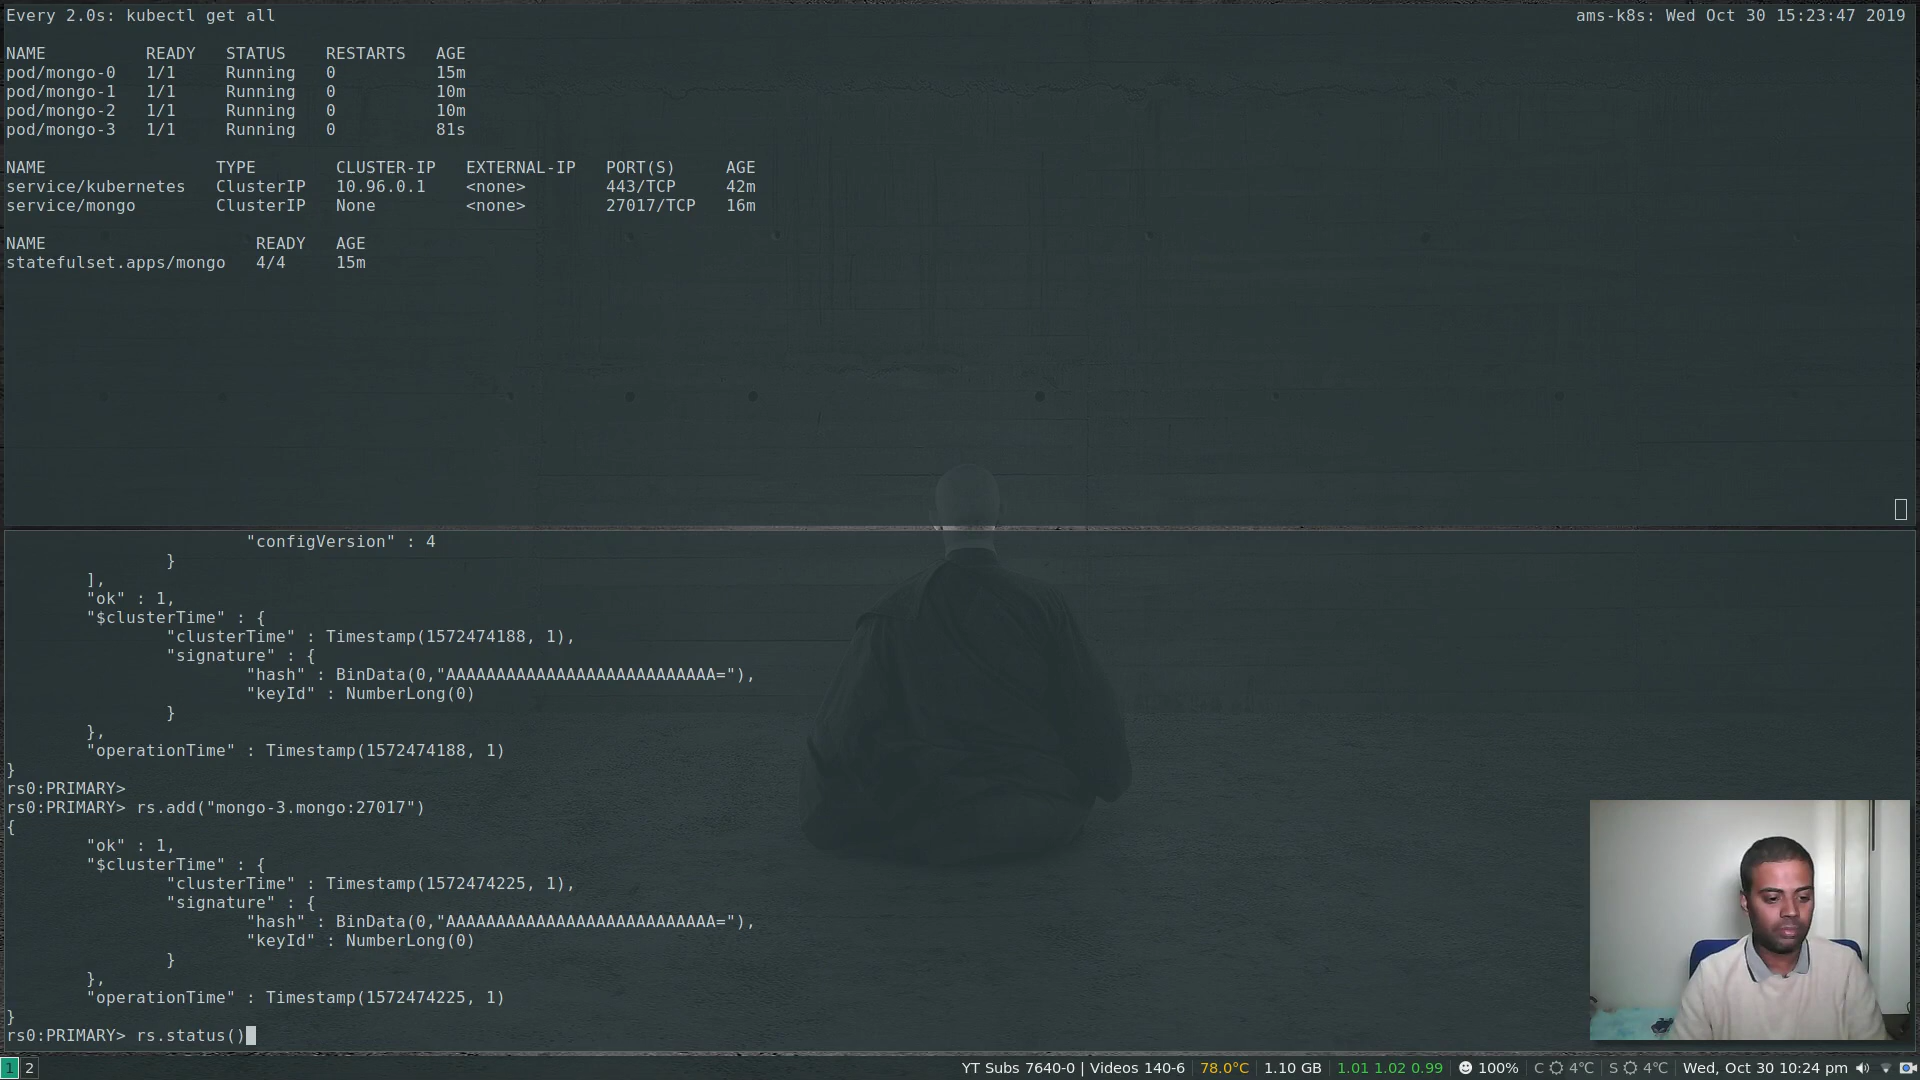 Every 2.0s: kubectl get all    ams-k8s: Wed Oct 30 15:23:47 2019
NAME    READY    STATUS    RESTARTS    AGE
pod/mongo-0    1/1    Running    0    15m
pod/mongo-1    1/1    Running    0    10m
pod/mongo-2    1/1    Running    0    10m
pod/mongo-3    1/1    Running    0    81s
NAME    TYPE    CLUSTER-IP    EXTERNAL-IP    PORT(S)    AGE
service/kubernetes    ClusterIP    10.96.0.1    <none>    443/TCP    42m
service/mongo    ClusterIP    None    <none>    27017/TCP    16m
NAME    READY    AGE
statefulset.apps/mongo    4/4    15m
"configVersion" : 4
}
],
"ok" : 1,
"$clusterTime" : {
"clusterTime" : Timestamp(1572474188, 1),
"signature" : {
"hash" : BinData(0,"AAAAAAAAAAAAAAAAAAAAAAAAAAA="),
"keyId" : NumberLong(0)
}
},
"operationTime" : Timestamp(1572474188, 1)
}
rs0:PRIMARY>
rs0:PRIMARY> rs.add("mongo-3.mongo:27017")
{
"ok" : 1,
"$clusterTime" : {
"clusterTime" : Timestamp(1572474225, 1),
"signature" : {
"hash" : BinData(0,"AAAAAAAAAAAAAAAAAAAAAAAAAAA="),
"keyId" : NumberLong(0)
}
},
"operationTime" : Timestamp(1572474225, 1)
}
rs0:PRIMARY> rs.status()
1 2    YT Subs 7640-0 | Videos 140-6    78.0°C    1.10 GB    1.01 1.02 0.99    100%    C 4°C    S 4°C    Wed, Oct 30 10:24 pm